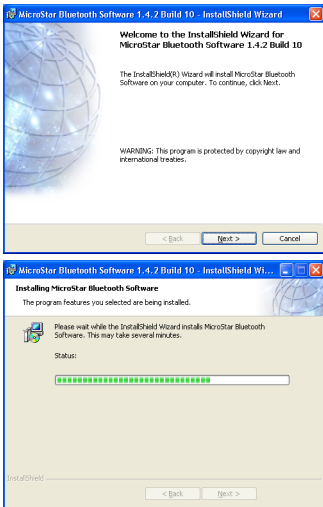 MicroStar Bluetooth Software 1.4.2 Build 10 - InstallShield Wizard
Welcome to the InstallShield Wizard for
MicroStar Bluetooth Software 1.4.2 Build 10
The InstallShield(R) Wizard will install MicroStar Bluetooth
Software on your computer. To continue, click Next.
WARNING: This program is protected by copyright law and
international treaties.
< Back
Next >
Cancel
MicroStar Bluetooth Software 1.4.2 Build 10 - InstallShield Wi...
Installing MicroStar Bluetooth Software
The program features you selected are being installed.
Please wait while the InstallShield Wizard installs MicroStar Bluetooth
Software. This may take several minutes.
Status:
InstallShield
< Back
Next >